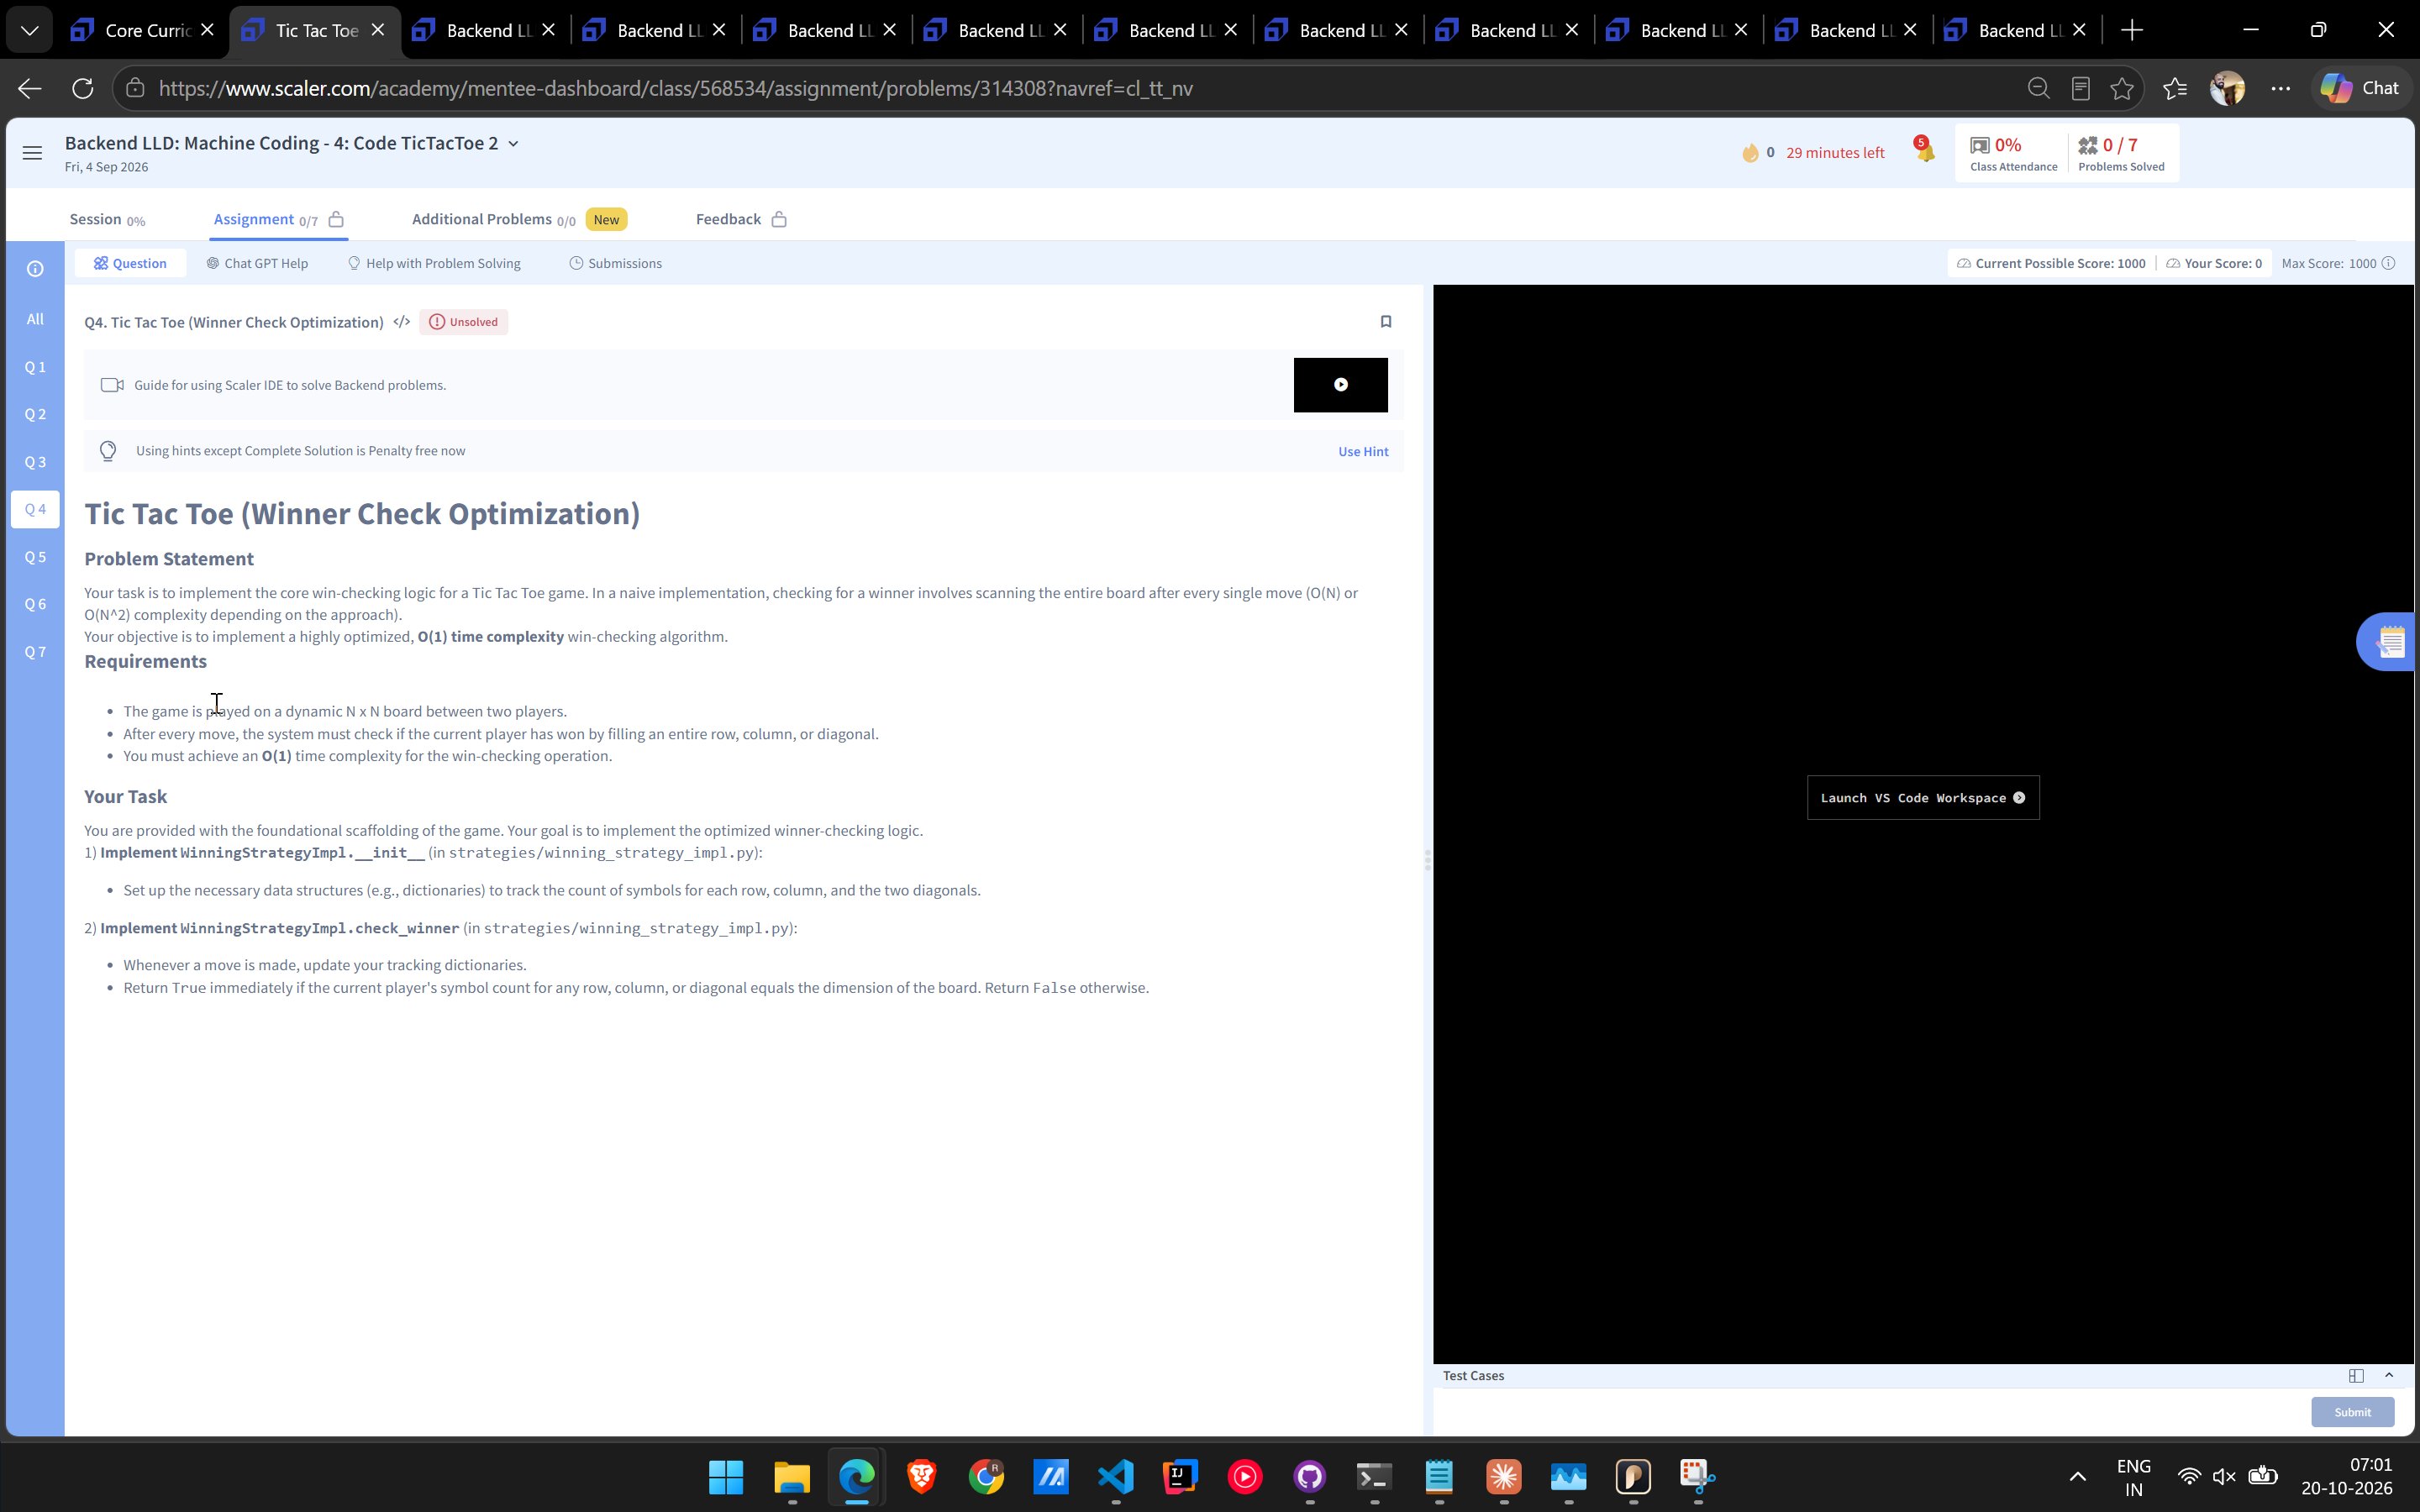 Core Curric
Tic Tac Toe
Backend LL
Backend LL
Backend LL
Backend LL
Backend LL
Backend LL
Backend LL
Backend LL
Backend LL
Backend LL
https://www.scaler.com/academy/mentee-dashboard/class/568534/assignment/problems/314308?navref=cl_tt_nv
Chat
Backend LLD: Machine Coding - 4: Code TicTacToe 2
Fri, 4 Sep 2026
0
29 minutes left
5
0%
Class Attendance
0 / 7
Problems Solved
Session 0%
Assignment 0/7
Additional Problems 0/0 New
Feedback
Question
Chat GPT Help
Help with Problem Solving
Submissions
Current Possible Score: 1000
Your Score: 0
Max Score: 1000
All
Q 1
Q 2
Q 3
Q 4
Q 5
Q 6
Q 7
Q4. Tic Tac Toe (Winner Check Optimization) </> Unsolved
Guide for using Scaler IDE to solve Backend problems.
Using hints except Complete Solution is Penalty free now
Use Hint
Tic Tac Toe (Winner Check Optimization)
Problem Statement
Your task is to implement the core win-checking logic for a Tic Tac Toe game. In a naive implementation, checking for a winner involves scanning the entire board after every single move (O(N) or
O(N^2) complexity depending on the approach).
Your objective is to implement a highly optimized, O(1) time complexity win-checking algorithm.
Requirements
• The game is played on a dynamic N x N board between two players.
• After every move, the system must check if the current player has won by filling an entire row, column, or diagonal.
• You must achieve an O(1) time complexity for the win-checking operation.
Your Task
You are provided with the foundational scaffolding of the game. Your goal is to implement the optimized winner-checking logic.
1) Implement WinningStrategyImpl.__init__ (in strategies/winning_strategy_impl.py):
• Set up the necessary data structures (e.g., dictionaries) to track the count of symbols for each row, column, and the two diagonals.
2) Implement WinningStrategyImpl.check_winner (in strategies/winning_strategy_impl.py):
• Whenever a move is made, update your tracking dictionaries.
• Return True immediately if the current player's symbol count for any row, column, or diagonal equals the dimension of the board. Return False otherwise.
Launch VS Code Workspace
Test Cases
Submit
R
IJ
ENG
IN
07:01
20-10-2026